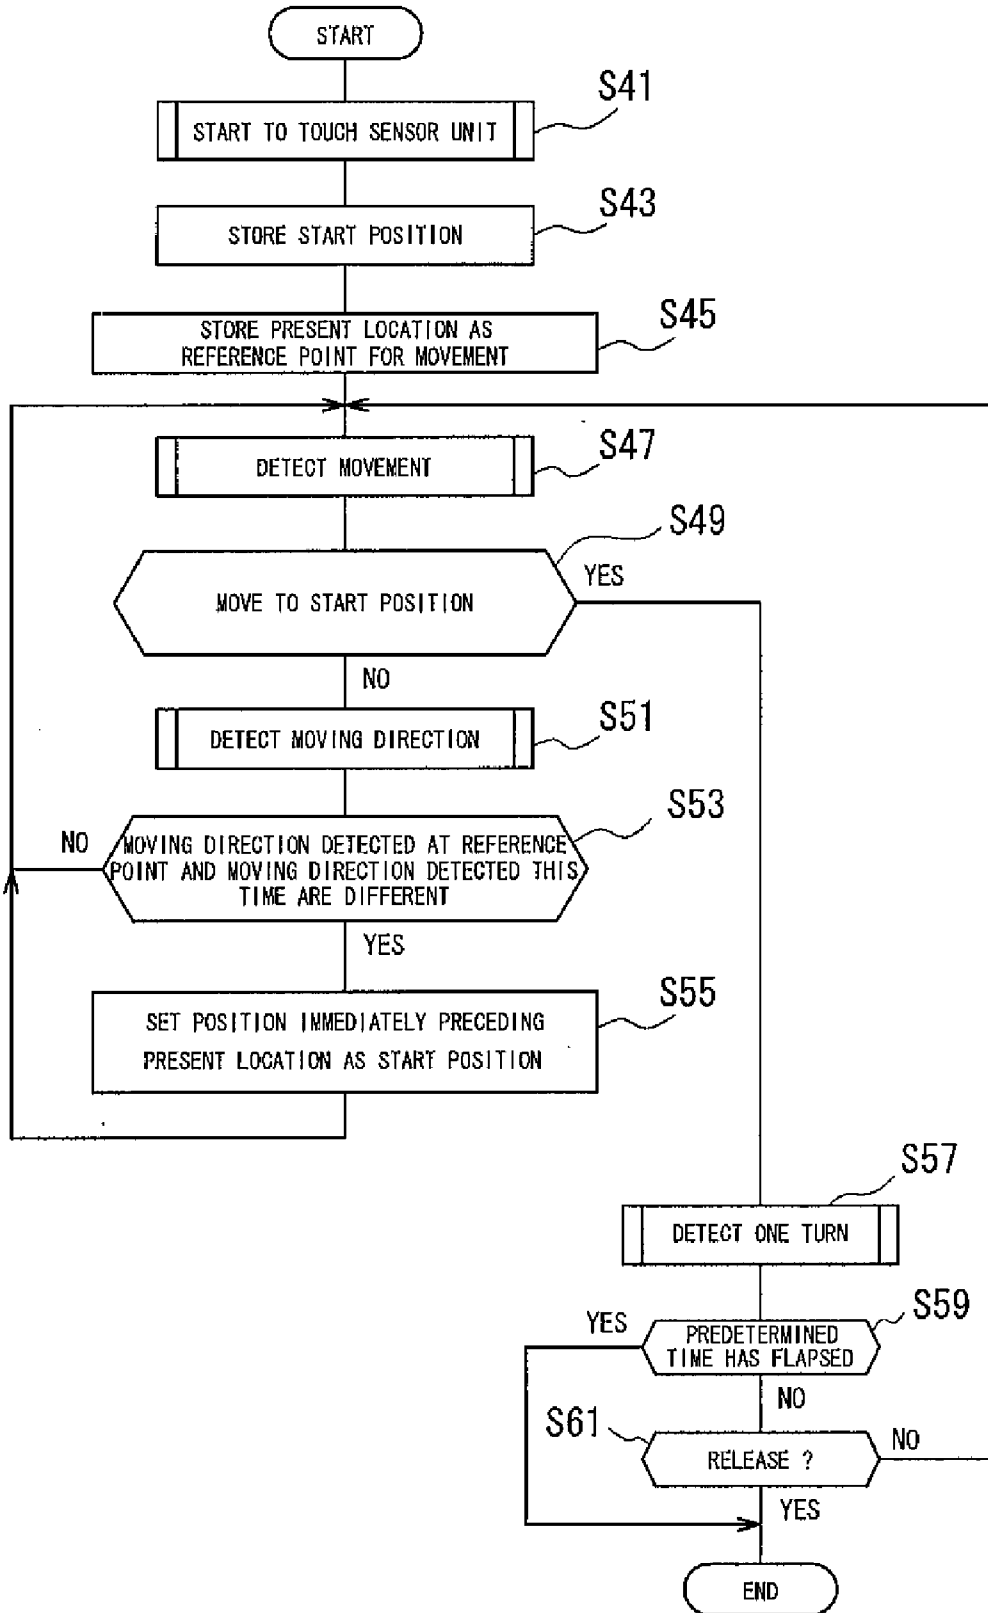 START
S41
START TO TOUCH SENSOR UNIT
S43
STORE START POSITION
S45
STORE PRESENT LOCATION AS
REFERENCE POINT FOR MOVEMENT
S47
DETECT MOVEMENT
S49
MOVE TO START POSITION
YES
NO
S51
DETECT MOVING DIRECTION
S53
NO
MOVING DIRECTION DETECTED AT REFERENCE
POINT AND MOVING DIRECTION DETECTED THIS
TIME ARE DIFFERENT
YES
S55
SET POSITION IMMEDIATELY PRECEDING
PRESENT LOCATION AS START POSITION
S57
DETECT ONE TURN
S59
YES
PREDETERMINED
TIME HAS FLAPSED
NO
S61
RELEASE ?
NO
YES
END